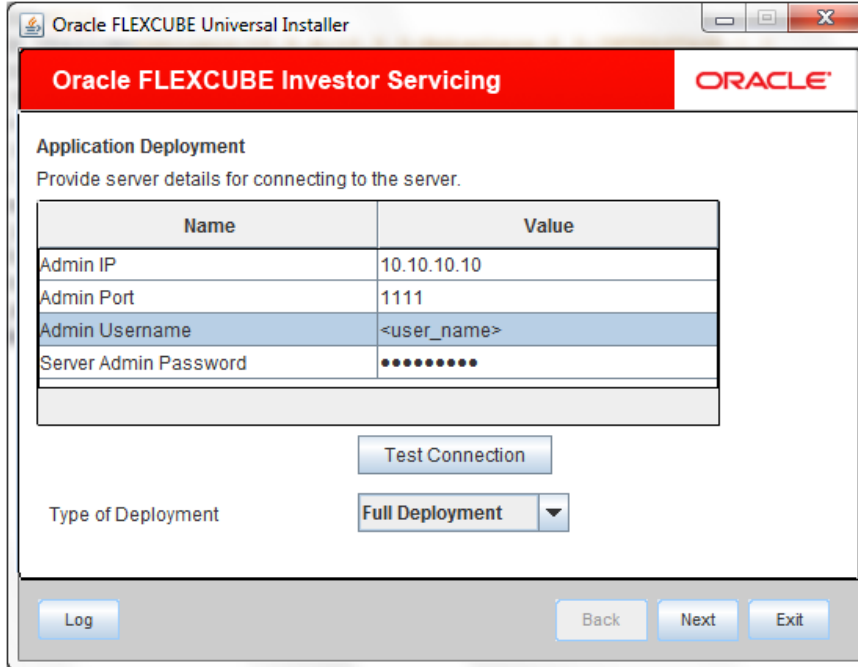 Oracle FLEXCUBE Universal Installer
Oracle FLEXCUBE Investor Servicing
ORACLE
Application Deployment
Provide server details for connecting to the server.
Name Value
Admin IP 10.10.10.10
Admin Port 1111
Admin Username <user_name>
Server Admin Password •••••••••
Test Connection
Type of Deployment Full Deployment
Log Back Next Exit